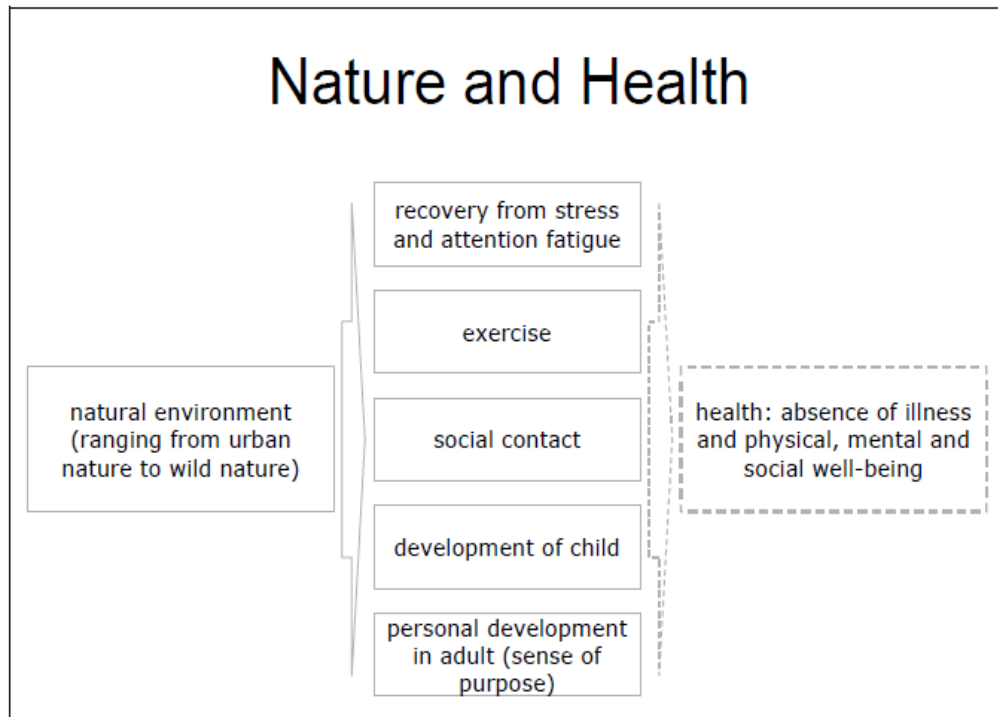 Nature and Health
recovery from stress
and attention fatigue
exercise
natural environment
(ranging from urban
nature to wild nature)
social contact
health: absence of illness
and physical, mental and
social well-being
development of child
personal development
in adult (sense of
purpose)